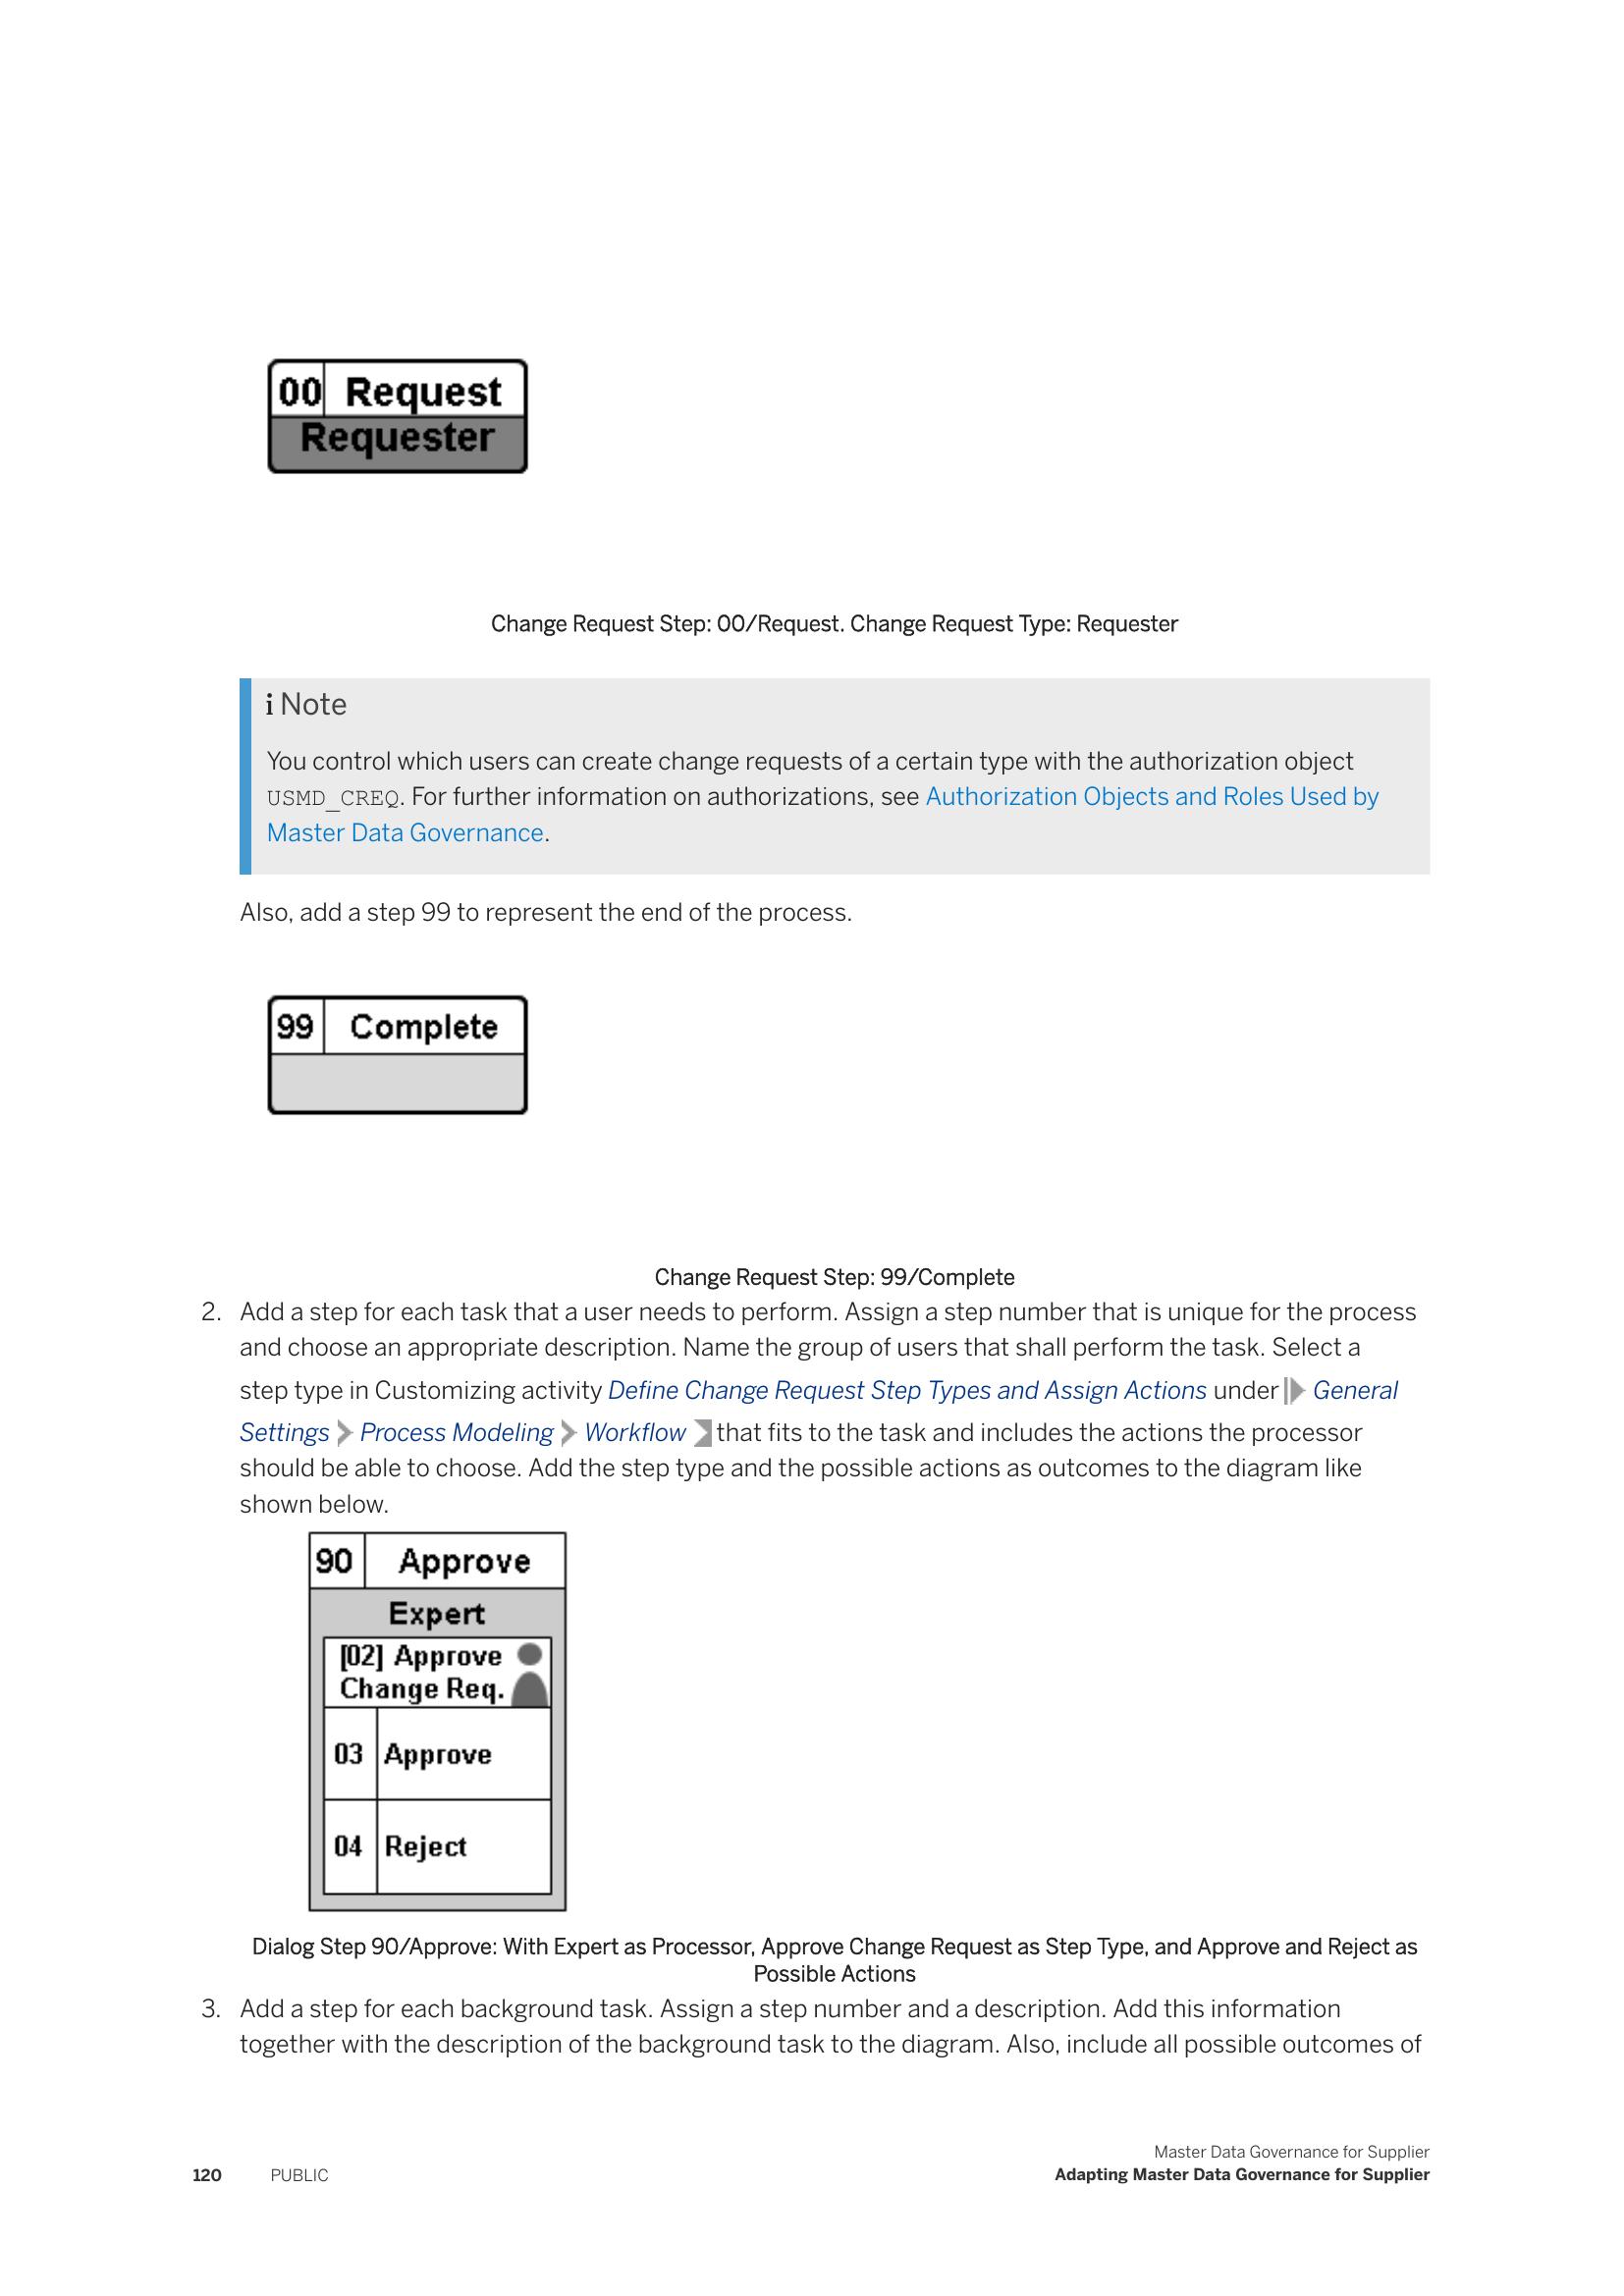 00 Request
Requester
Change Request Step: 00/Request. Change Request Type: Requester
i Note
You control which users can create change requests of a certain type with the authorization object
USMD_CREQ. For further information on authorizations, see Authorization Objects and Roles Used by
Master Data Governance.
Also, add a step 99 to represent the end of the process.
99 Complete
Change Request Step: 99/Complete
2. Add a step for each task that a user needs to perform. Assign a step number that is unique for the process
and choose an appropriate description. Name the group of users that shall perform the task. Select a
step type in Customizing activity Define Change Request Step Types and Assign Actions under General
Settings Process Modeling Workflow that fits to the task and includes the actions the processor
should be able to choose. Add the step type and the possible actions as outcomes to the diagram like
shown below.
90 Approve
Expert
[02] Approve
Change Req.
03 Approve
04 Reject
Dialog Step 90/Approve: With Expert as Processor, Approve Change Request as Step Type, and Approve and Reject as
Possible Actions
3. Add a step for each background task. Assign a step number and a description. Add this information
together with the description of the background task to the diagram. Also, include all possible outcomes of
Master Data Governance for Supplier
120 PUBLIC Adapting Master Data Governance for Supplier